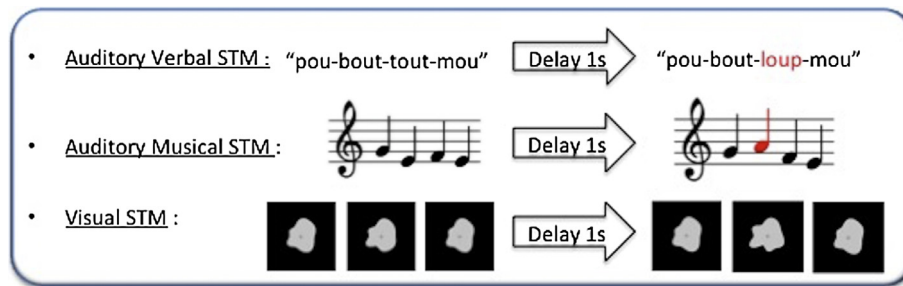 • Auditory Verbal STM : "pou-bout-tout-mou" Delay 1s "pou-bout-loup-mou"
• Auditory Musical STM : Delay 1s
• Visual STM : Delay 1s